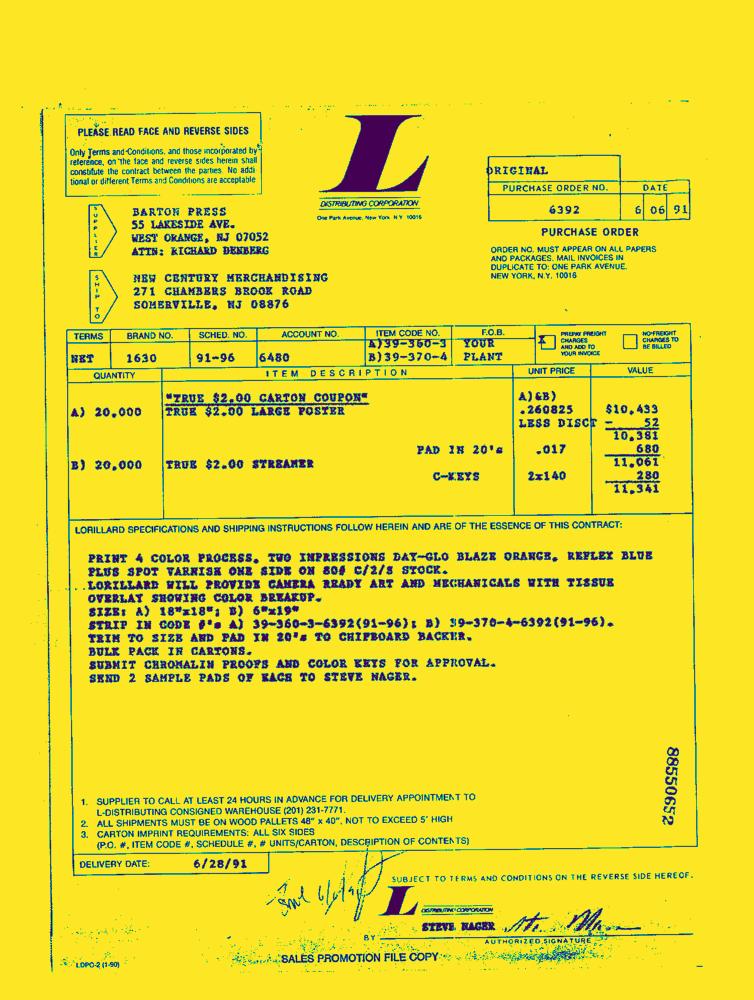 PLEASE READ FACE AND REVERSE SIDES
Only Terms and Conditions, and those incorporated by
reference, on the face and reverse sides herein shall
constitute the contract between the parties. No addi
tional or different Terms and Conditions are acceptable
L
DISTRIBUTING CORPORATION
One Park Avenue, New York N Y 10016
ORIGINAL
PURCHASE ORDER NO. DATE
6392 6 06 91
PURCHASE ORDER
ORDER NO. MUST APPEAR ON ALL PAPERS
AND PACKAGES. MAIL INVOICES IN
DUPLICATE TO: ONE PARK AVENUE.
NEW YORK, N.Y. 10016
SUPPLIER
BARTON PRESS
55 LAKESIDE AVE.
WEST ORANGE, NJ 07052
ATTN: RICHARD DENBERG
SHIP TO
NEW CENTURY MERCHANDISING
271 CHAMBERS BROOK ROAD
SOMERVILLE, NJ 08876
TERMS BRAND NO. SCHED. NO. ACCOUNT NO. ITEM CODE NO. F.O.B.
NET 1630 91-96 6480 A)39-360-3 YOUR
B)39-370-4 PLANT
X PREPAY FREIGHT
CHARGES
AND ADD TO
YOUR INVOICE
NO FREIGHT
CHARGES TO
BE BILLED
QUANTITY ITEM DESCRIPTION UNIT PRICE VALUE
"TRUE $2.00 CARTON COUPON" A)&B)
A) 20,000 TRUE $2.00 LARGE POSTER .260825 $10,433
LESS DISCT - 52
10,381
PAD IN 20's .017 680
B) 20,000 TRUE $2.00 STREAMER 11,061
C-KEYS 2x140 280
11,341
LORILLARD SPECIFICATIONS AND SHIPPING INSTRUCTIONS FOLLOW HEREIN AND ARE OF THE ESSENCE OF THIS CONTRACT:
PRINT 4 COLOR PROCESS, TWO IMPRESSIONS DAY-GLO BLAZE ORANGE, REFLEX BLUE
PLUS SPOT VARNISH ONE SIDE ON 80# C/2/S STOCK.
LORILLARD WILL PROVIDE CAMERA READY ART AND MECHANICALS WITH TISSUE
OVERLAY SHOWING COLOR BREAKUP.
SIZE: A) 18"x18"; B) 6"x19"
STRIP IN CODE #'s A) 39-360-3-6392(91-96); B) 39-370-4-6392(91-96).
TRIM TO SIZE AND PAD IN 20's TO CHIPBOARD BACKER.
BULK PACK IN CARTONS.
SUBMIT CHROMALIN PROOFS AND COLOR KEYS FOR APPROVAL.
SEND 2 SAMPLE PADS OF EACH TO STEVE NAGER.
88550652
1. SUPPLIER TO CALL AT LEAST 24 HOURS IN ADVANCE FOR DELIVERY APPOINTMENT TO
L-DISTRIBUTING CONSIGNED WAREHOUSE (201) 231-7771.
2. ALL SHIPMENTS MUST BE ON WOOD PALLETS 48" x 40", NOT TO EXCEED 5' HIGH
3. CARTON IMPRINT REQUIREMENTS: ALL SIX SIDES
(P.O. #, ITEM CODE #, SCHEDULE #, # UNITS/CARTON, DESCRIPTION OF CONTENTS)
DELIVERY DATE: 6/28/91
SUBJECT TO TERMS AND CONDITIONS ON THE REVERSE SIDE HEREOF.
L
DISTRIBUTING CORPORATION
STEVE NAGER
BY
AUTHORIZED SIGNATURE
SALES PROMOTION FILE COPY
LDPO-2 (1-90)